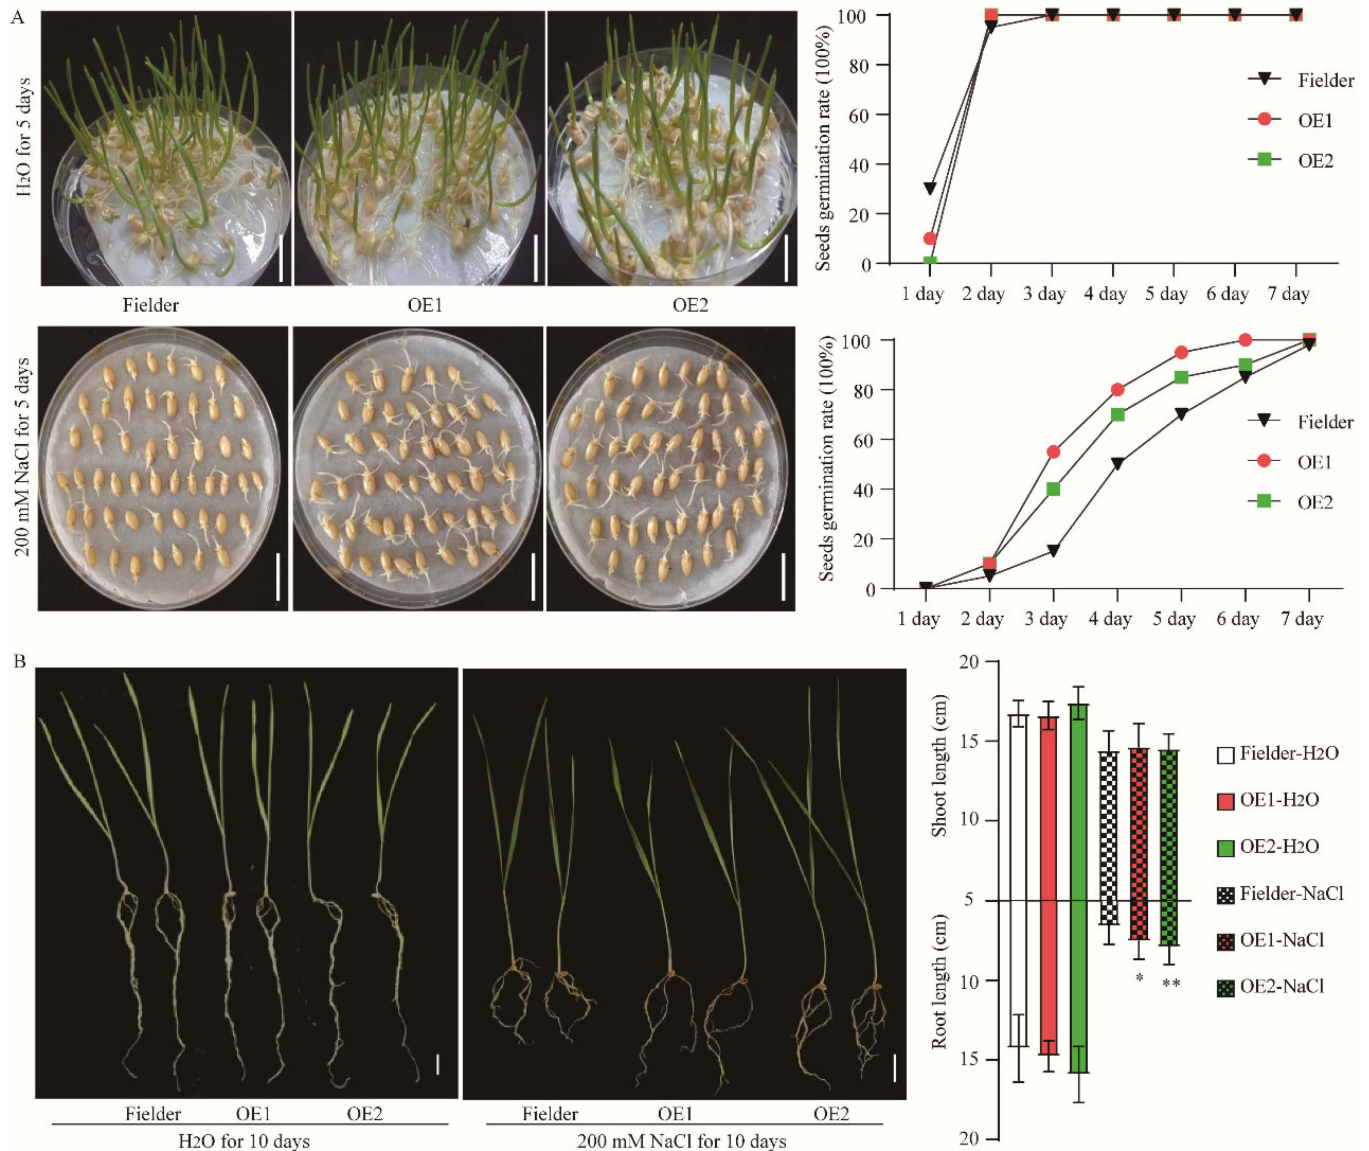 A
H2O for 5 days
Fielder
OE1
OE2
Seeds germination rate (100%)
100
80
60
40
20
0
1 day
2 day
3 day
4 day
5 day
6 day
7 day
Fielder
OE1
OE2
200 mM NaCl for 5 days
Seeds germination rate (100%)
100
80
60
40
20
0
1 day
2 day
3 day
4 day
5 day
6 day
7 day
Fielder
OE1
OE2
B
Fielder
OE1
OE2
H2O for 10 days
Fielder
OE1
OE2
200 mM NaCl for 10 days
Shoot length (cm)
Root length (cm)
20
15
10
5
10
15
20
*
**
Fielder-H2O
OE1-H2O
OE2-H2O
Fielder-NaCl
OE1-NaCl
OE2-NaCl